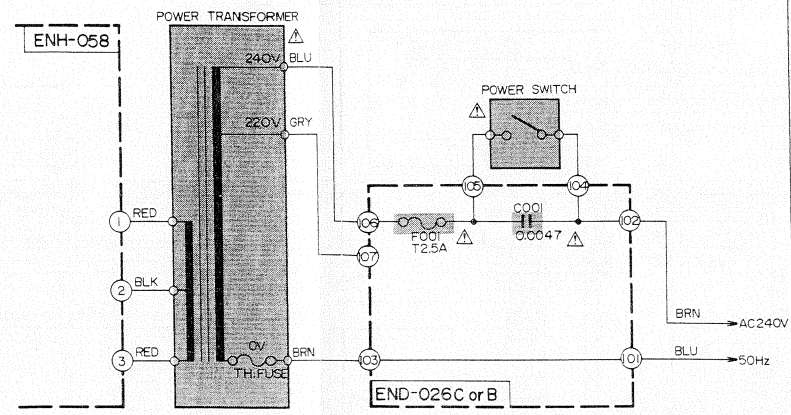 POWER TRANSFORMER
ENH-058
240V BLU
POWER SWITCH
220V GRY
105 104
1 RED
106
F001
T2.5A
C001
0.0047
102
107
2 BLK
BRN AC240V
0V
3 RED
TH.FUSE
BRN
103
101 BLU 50Hz
END-026C or B